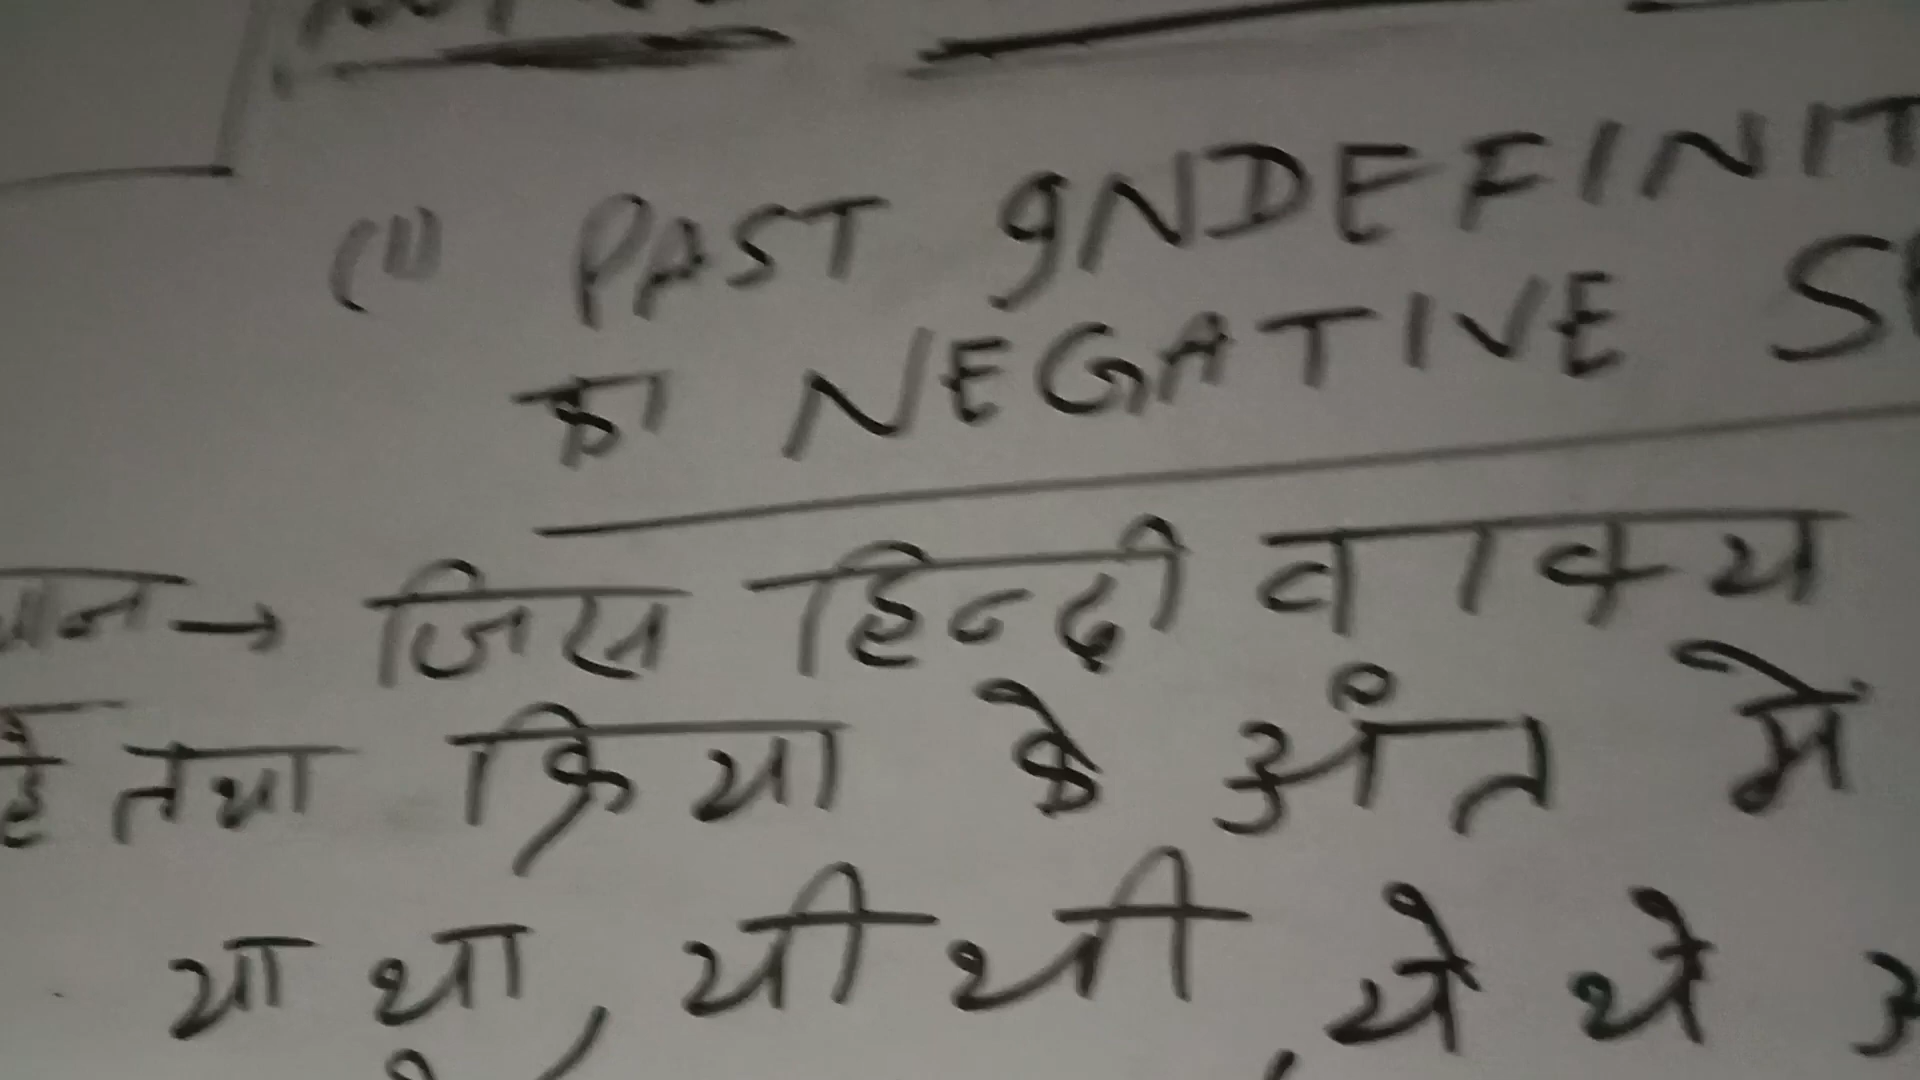 (1) PAST INDEFINIT
का NEGATIVE S
जिस हिन्दी वाक्य
है तथा क्रिया के अंत में
या था, यी थी, ये थे